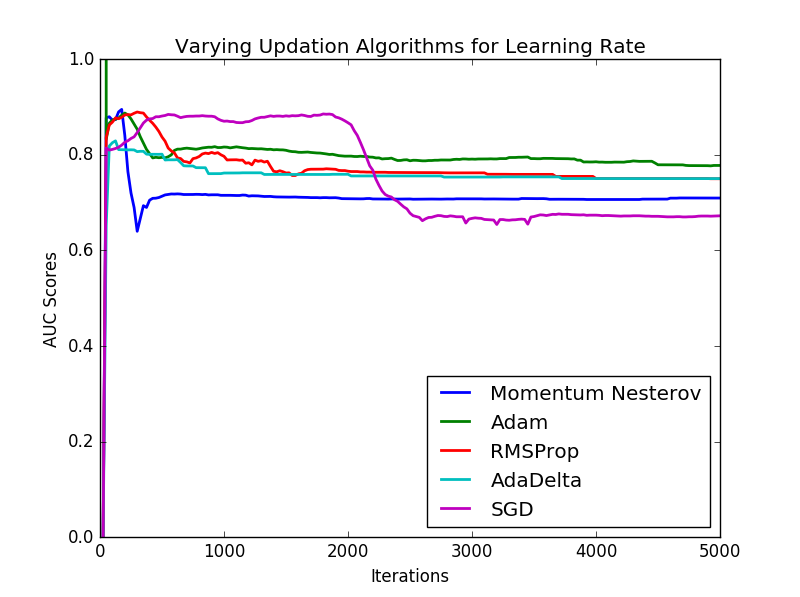 Varying Updation Algorithms for Learning Rate
1.0
0.8
0.6
0.4
0.2
0.0
AUC Scores
0 1000 2000 3000 4000 5000
Iterations
Momentum Nesterov
Adam
RMSProp
AdaDelta
SGD